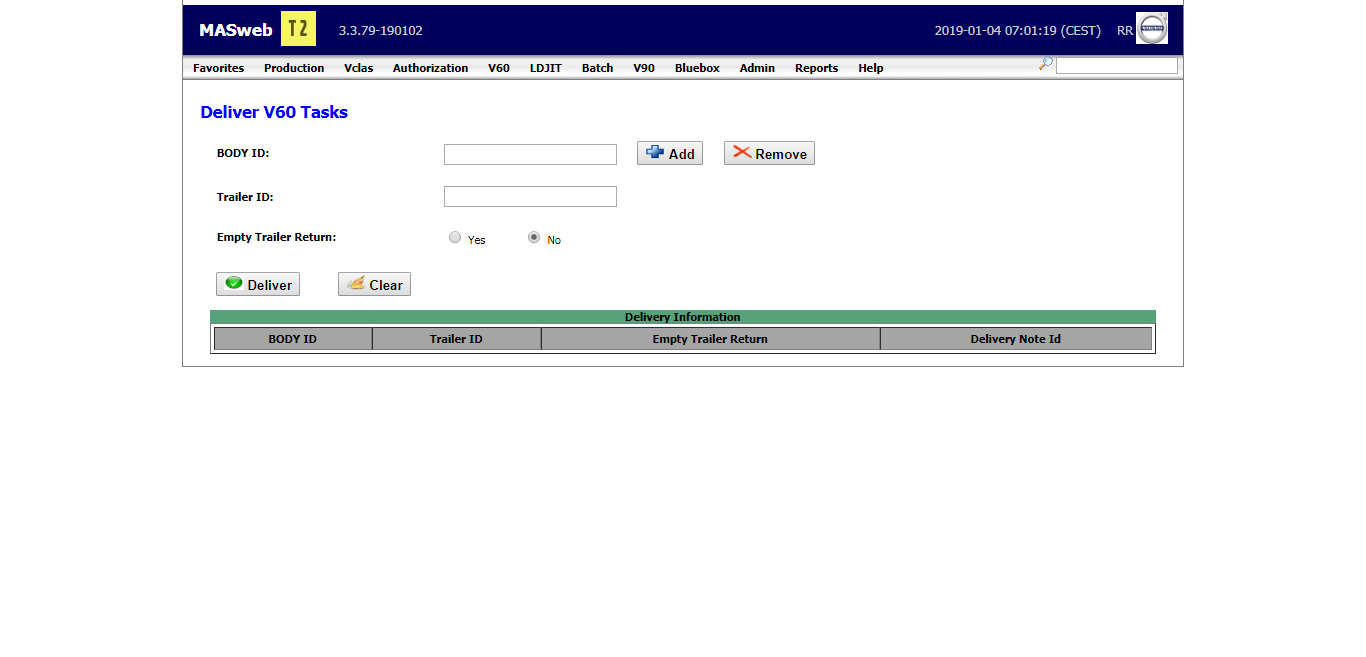 MASweb T2 3.3.79-190102 2019-01-04 07:01:19 (CEST) RR VOLVO
Favorites Production Vclas Authorization V60 LDJIT Batch V90 Bluebox Admin Reports Help
Deliver V60 Tasks
BODY ID: Add Remove
Trailer ID:
Empty Trailer Return: Yes No
Deliver Clear
Delivery Information
BODY ID Trailer ID Empty Trailer Return Delivery Note Id